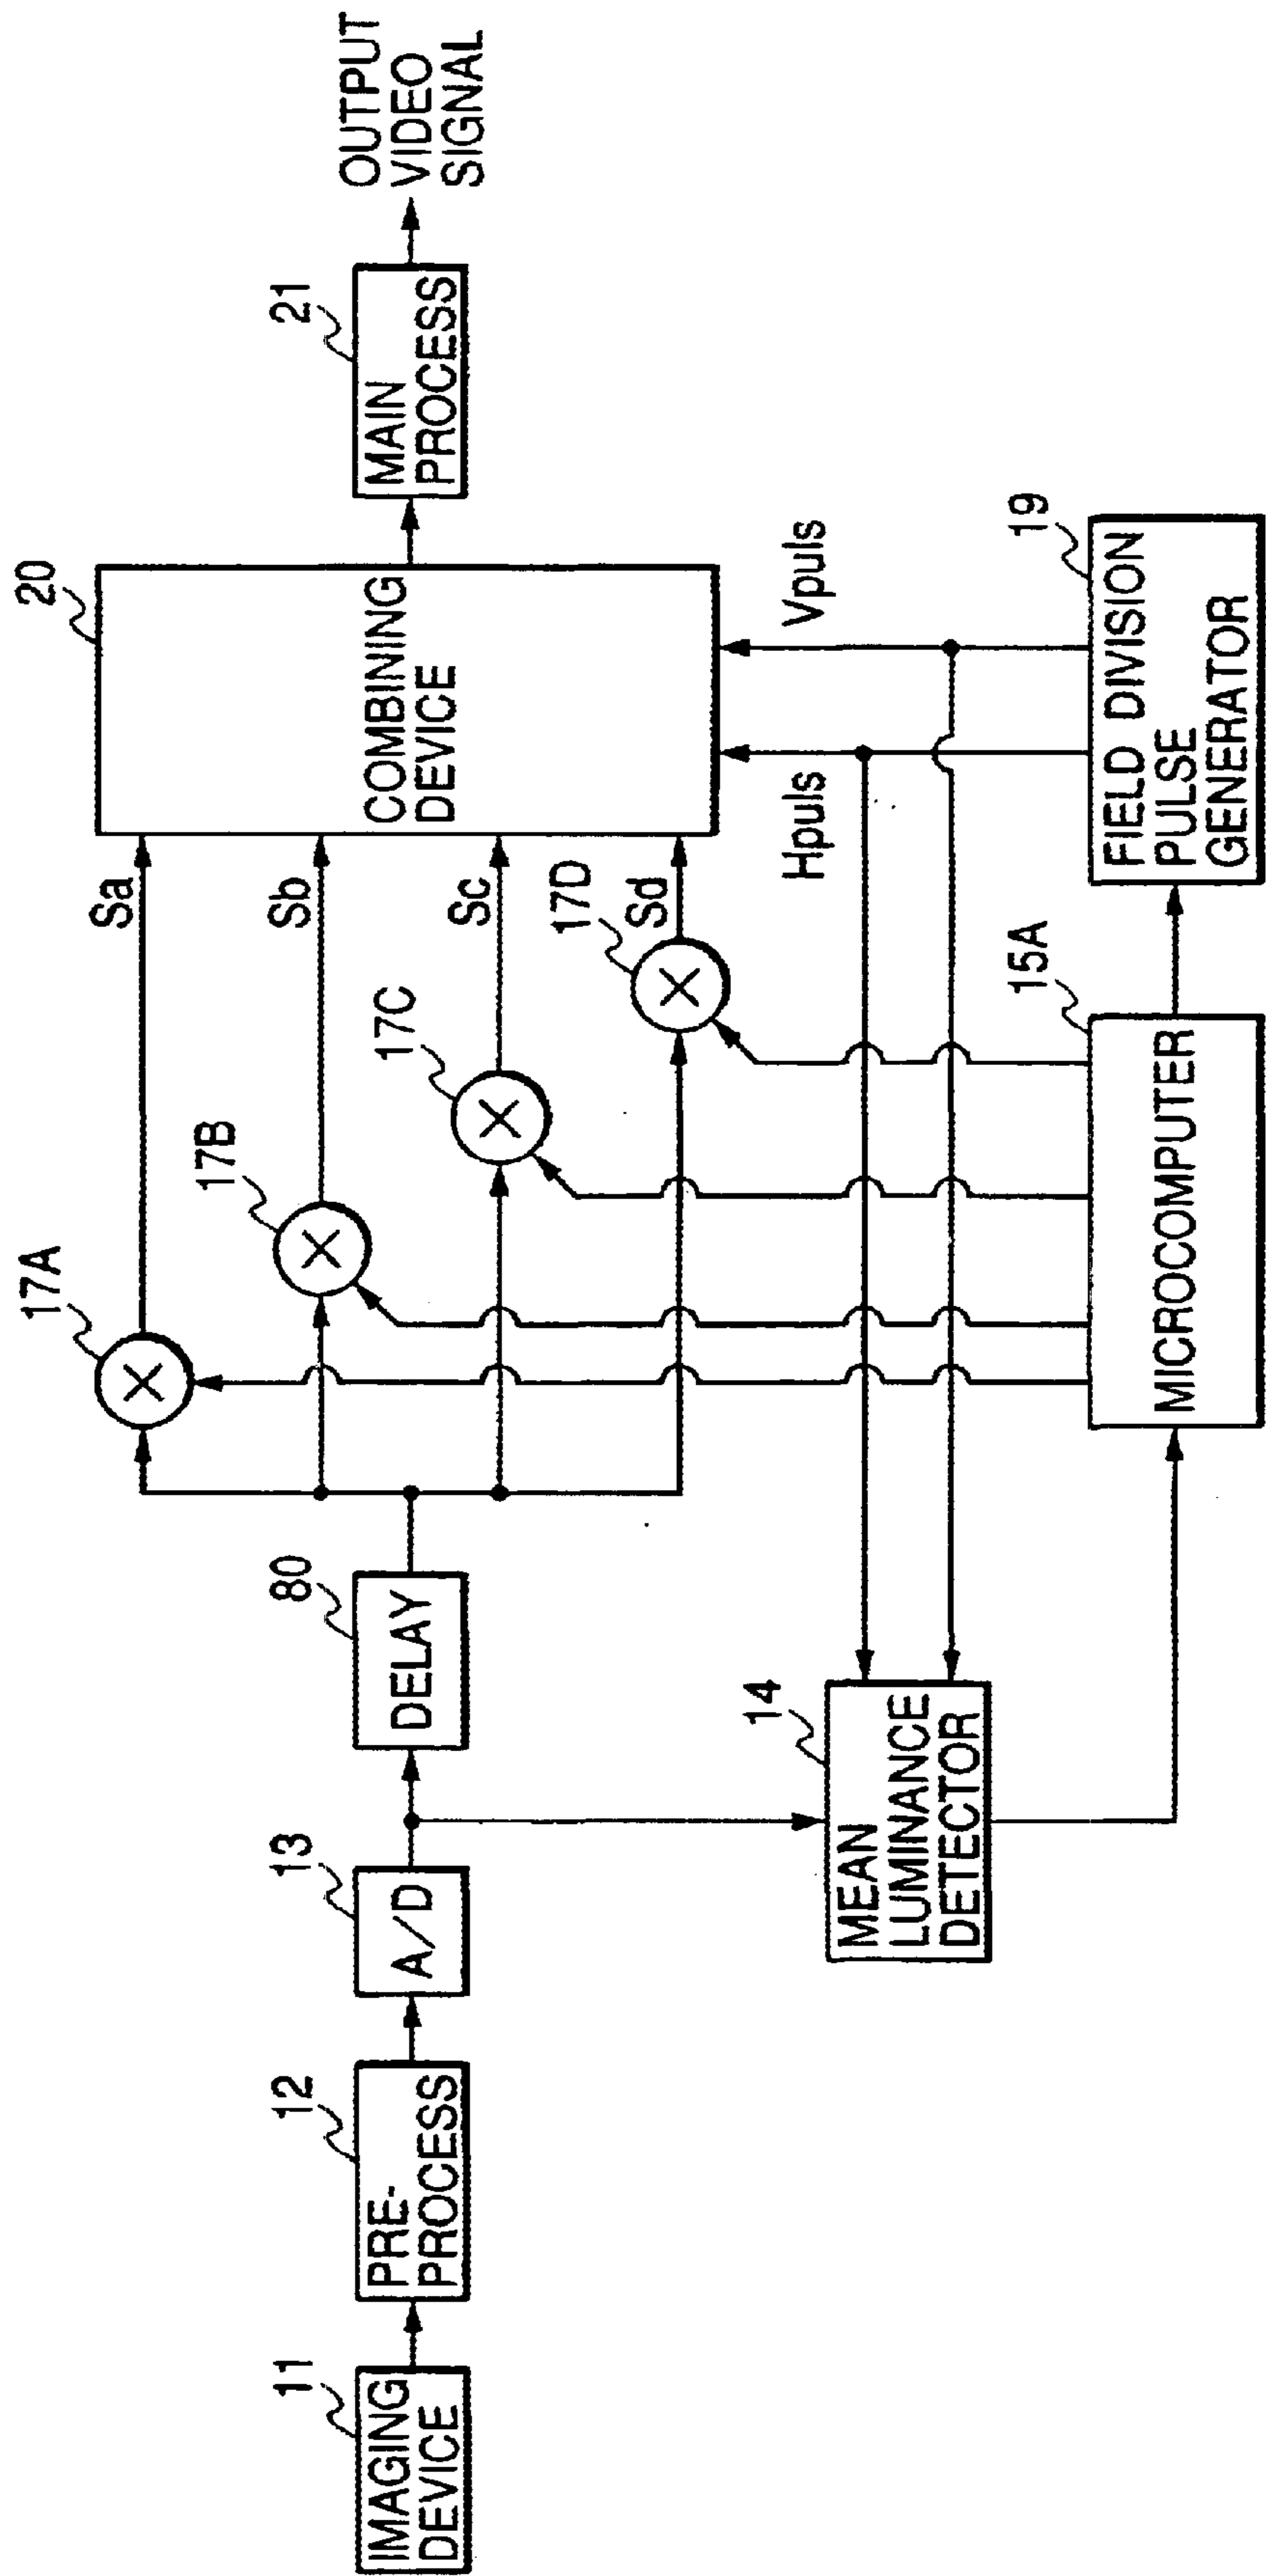 11
IMAGING
DEVICE
12
PRE-
PROCESS
13
A/D
80
DELAY
14
MEAN
LUMINANCE
DETECTOR
17A
17B
17C
17D
Sa
Sb
Sc
Sd
20
COMBINING
DEVICE
21
MAIN
PROCESS
OUTPUT
VIDEO
SIGNAL
Hpuls
Vpuls
15A
MICROCOMPUTER
19
FIELD DIVISION
PULSE
GENERATOR